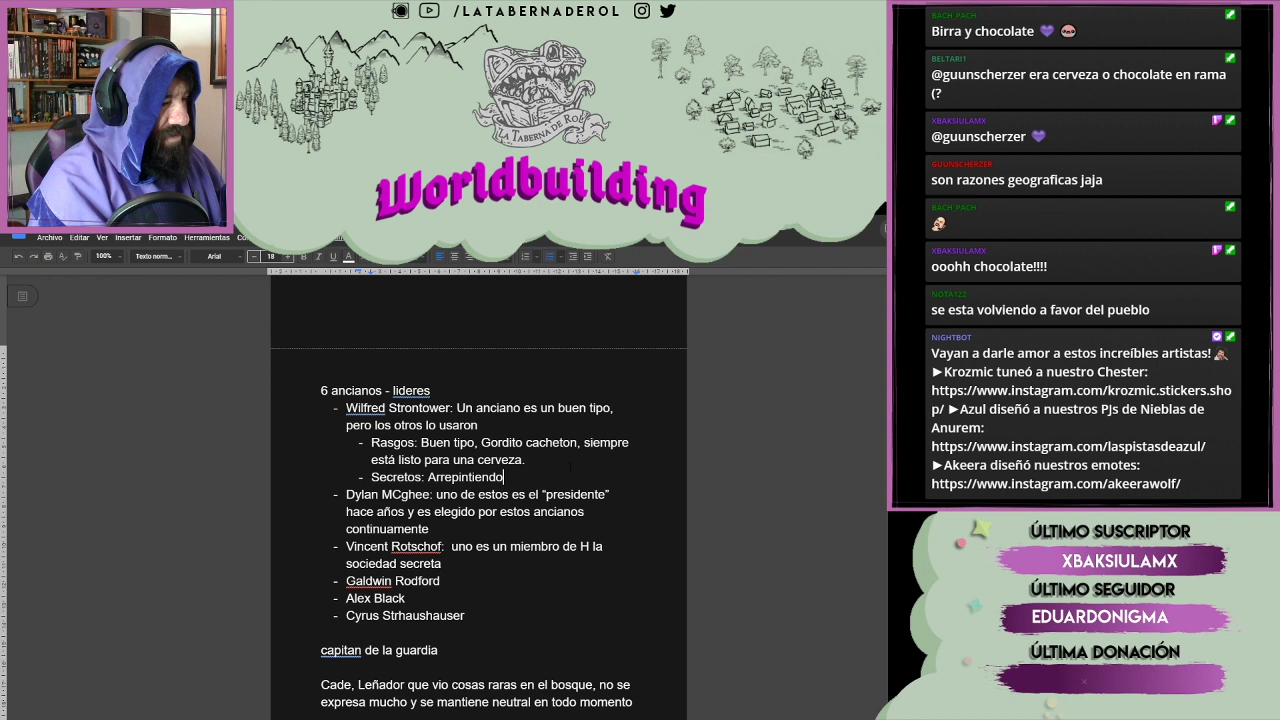 /LATABERNADEROL
LA TABERNA DE ROL
Worldbuilding
Archivo Editar Ver Insertar Formato Herramientas
100% Texto norm... Arial 18
6 ancianos - lideres
- Wilfred Strontower: Un anciano es un buen tipo,
pero los otros lo usaron
- Rasgos: Buen tipo, Gordito cacheton, siempre
está listo para una cerveza.
- Secretos: Arrepintiendo
- Dylan MCghee: uno de estos es el “presidente”
hace años y es elegido por estos ancianos
continuamente
- Vincent Rotschof:  uno es un miembro de H la
sociedad secreta
- Galdwin Rodford
- Alex Black
- Cyrus Strhaushauser
capitan de la guardia
Cade, Leñador que vio cosas raras en el bosque, no se
expresa mucho y se mantiene neutral en todo momento
BACH_PACH
Birra y chocolate
BELTARI1
@guunscherzer era cerveza o chocolate en rama
(?
XBAKSIULAMX
@guunscherzer
GUUNSCHERZER
son razones geograficas jaja
BACH_PACH
XBAKSIULAMX
ooohh chocolate!!!!
NOTA122
se esta volviendo a favor del pueblo
NIGHTBOT
Vayan a darle amor a estos increíbles artistas!
►Krozmic tuneó a nuestro Chester:
https://www.instagram.com/krozmic.stickers.sho
p/ ►Azul diseñó a nuestros PJs de Nieblas de
Anurem:
https://www.instagram.com/laspistasdeazul/
►Akeera diseñó nuestros emotes:
https://www.instagram.com/akeerawolf/
ÚLTIMO SUSCRIPTOR
XBAKSIULAMX
ÚLTIMO SEGUIDOR
EDUARDONIGMA
ÚLTIMA DONACIÓN